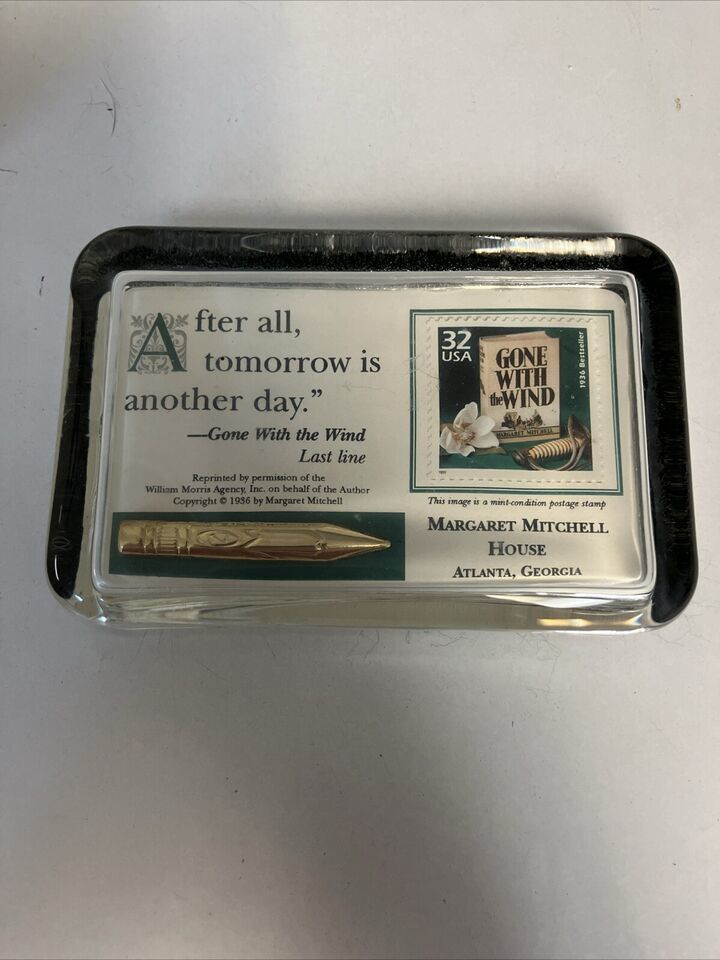 After all,
tomorrow is
another day.”
—Gone With the Wind
Last line
Reprinted by permission of the
William Morris Agency, Inc. on behalf of the Author
Copyright © 1936 by Margaret Mitchell
32
USA
1936 Bestseller
GONE
WITH
the WIND
MARGARET MITCHELL
This image is a mint-condition postage stamp
MARGARET MITCHELL
HOUSE
ATLANTA, GEORGIA